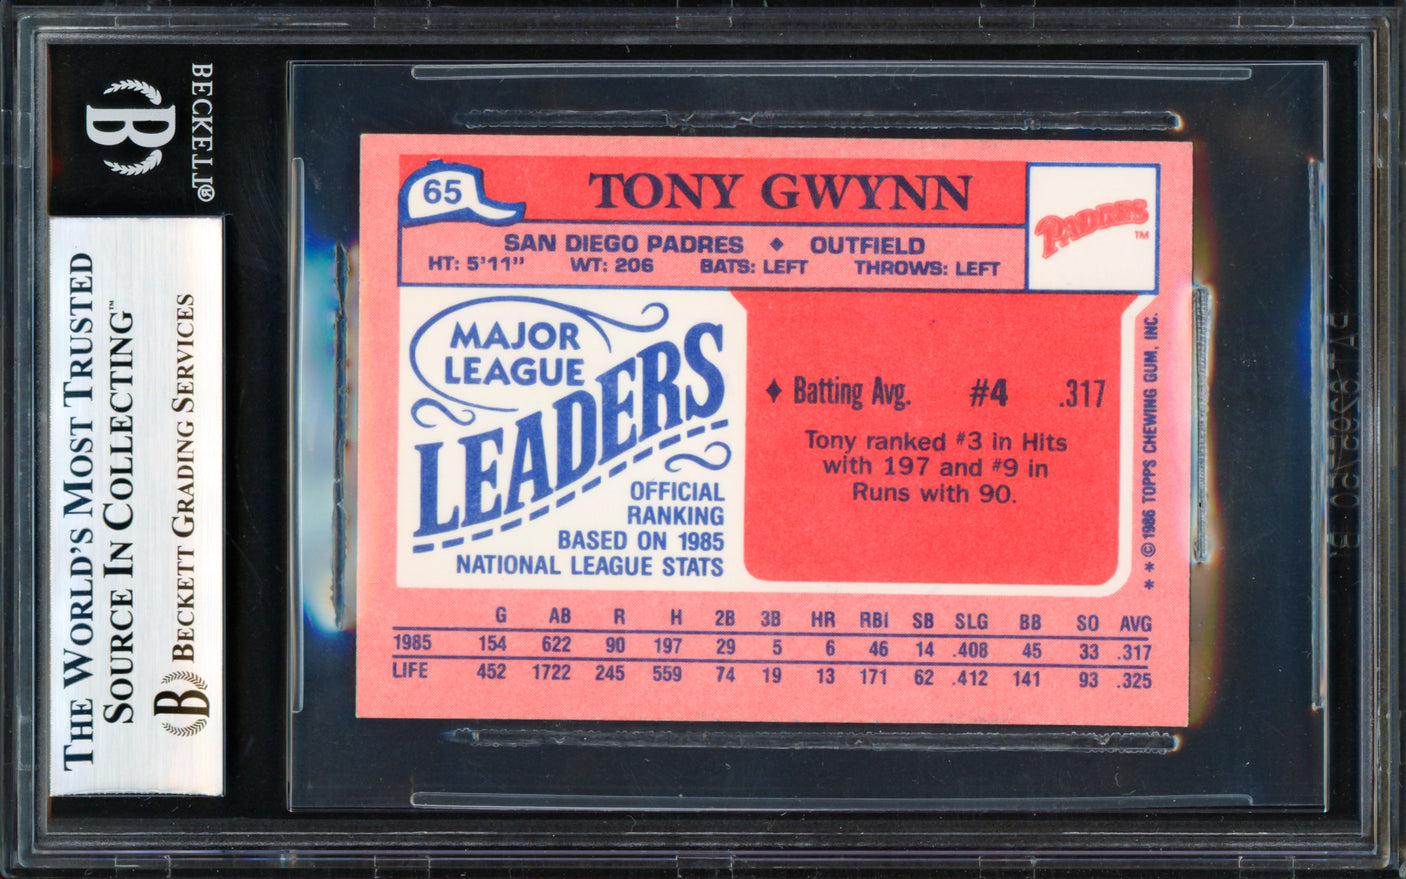 BECKETT®
B
THE WORLD'S MOST TRUSTED
SOURCE IN COLLECTING™
B BECKETT GRADING SERVICES
65
TONY GWYNN
SAN DIEGO PADRES ♦ OUTFIELD
HT: 5'11" WT: 206 BATS: LEFT THROWS: LEFT
PADRES
TM
MAJOR
LEAGUE
LEADERS
OFFICIAL
RANKING
BASED ON 1985
NATIONAL LEAGUE STATS
♦ Batting Avg. #4 .317
Tony ranked #3 in Hits
with 197 and #9 in
Runs with 90.
* * © 1986 TOPPS CHEWING GUM, INC.
G AB R H 2B 3B HR RBI SB SLG BB SO AVG
1985 154 622 90 197 29 5 6 46 14 .408 45 33 .317
LIFE 452 1722 245 559 74 19 13 171 62 .412 141 93 .325